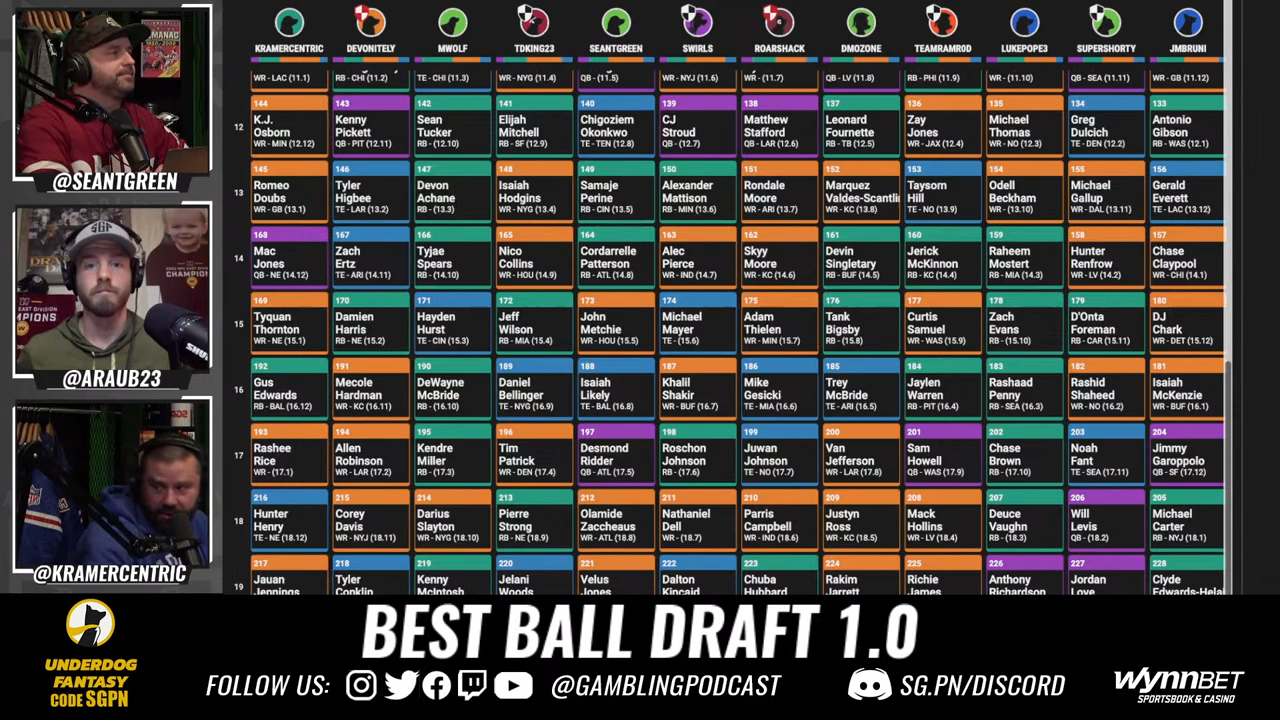 KRAMERCENTRIC DEVONITELY MWOLF TDKING23 SEANTGREEN SWIRLS ROARSHACK DMOZONE TEAMRAMROD LUKEPOPE3 SUPERSHORTY JMBRUNI
WR - LAC (11.1) RB - CHI (11.2) TE - CHI (11.3) WR - NYG (11.4) QB - (11.5) WR - NYJ (11.6) WR - (11.7) QB - LV (11.8) RB - PHI (11.9) WR - (11.10) QB - SEA (11.11) WR - GB (11.12)
144 143 142 141 140 139 138 137 136 135 134 133
12
K.J. Kenny Sean Elijah Chigoziem CJ Matthew Leonard Zay Michael Greg Antonio
Osborn Pickett Tucker Mitchell Okonkwo Stroud Stafford Fournette Jones Thomas Dulcich Gibson
WR - MIN (12.12) QB - PIT (12.11) RB - (12.10) RB - SF (12.9) TE - TEN (12.8) QB - (12.7) QB - LAR (12.6) RB - TB (12.5) WR - JAX (12.4) WR - NO (12.3) TE - DEN (12.2) RB - WAS (12.1)
145 146 147 148 149 150 151 152 153 154 155 156
13
Romeo Tyler Devon Isaiah Samaje Alexander Rondale Marquez Taysom Odell Michael Gerald
Doubs Higbee Achane Hodgins Perine Mattison Moore Valdes-Scantli Hill Beckham Gallup Everett
WR - GB (13.1) TE - LAR (13.2) RB - (13.3) WR - NYG (13.4) RB - CIN (13.5) RB - MIN (13.6) WR - ARI (13.7) WR - KC (13.8) TE - NO (13.9) WR - (13.10) WR - DAL (13.11) TE - LAC (13.12)
168 167 166 165 164 163 162 161 160 159 158 157
14
Mac Zach Tyjae Nico Cordarrelle Alec Skyy Devin Jerick Raheem Hunter Chase
Jones Ertz Spears Collins Patterson Pierce Moore Singletary McKinnon Mostert Renfrow Claypool
QB - NE (14.12) TE - ARI (14.11) RB - (14.10) WR - HOU (14.9) RB - ATL (14.8) WR - IND (14.7) WR - KC (14.6) RB - BUF (14.5) RB - KC (14.4) RB - MIA (14.3) WR - LV (14.2) WR - CHI (14.1)
169 170 171 172 173 174 175 176 177 178 179 180
15
Tyquan Damien Hayden Jeff John Michael Adam Tank Curtis Zach D'Onta DJ
Thornton Harris Hurst Wilson Metchie Mayer Thielen Bigsby Samuel Evans Foreman Chark
WR - NE (15.1) RB - NE (15.2) TE - CIN (15.3) RB - MIA (15.4) WR - HOU (15.5) TE - (15.6) WR - MIN (15.7) RB - (15.8) WR - WAS (15.9) RB - (15.10) RB - CAR (15.11) WR - DET (15.12)
192 191 190 189 188 187 186 185 184 183 182 181
16
Gus Mecole DeWayne Daniel Isaiah Khalil Mike Trey Jaylen Rashaad Rashid Isaiah
Edwards Hardman McBride Bellinger Likely Shakir Gesicki McBride Warren Penny Shaheed McKenzie
RB - BAL (16.12) WR - KC (16.11) RB - (16.10) TE - NYG (16.9) TE - BAL (16.8) WR - BUF (16.7) TE - MIA (16.6) TE - ARI (16.5) RB - PIT (16.4) RB - SEA (16.3) WR - NO (16.2) WR - BUF (16.1)
193 194 195 196 197 198 199 200 201 202 203 204
17
Rashee Allen Kendre Tim Desmond Roschon Juwan Van Sam Chase Noah Jimmy
Rice Robinson Miller Patrick Ridder Johnson Johnson Jefferson Howell Brown Fant Garoppolo
WR - (17.1) WR - LAR (17.2) RB - (17.3) WR - DEN (17.4) QB - ATL (17.5) RB - (17.6) TE - NO (17.7) WR - LAR (17.8) QB - WAS (17.9) RB - (17.10) TE - SEA (17.11) QB - SF (17.12)
216 215 214 213 212 211 210 209 208 207 206 205
18
Hunter Corey Darius Pierre Olamide Nathaniel Parris Justyn Mack Deuce Will Michael
Henry Davis Slayton Strong Zaccheaus Dell Campbell Ross Hollins Vaughn Levis Carter
TE - NE (18.12) WR - NYJ (18.11) WR - NYG (18.10) RB - NE (18.9) WR - ATL (18.8) WR - (18.7) WR - IND (18.6) WR - KC (18.5) WR - LV (18.4) RB - (18.3) QB - (18.2) RB - NYJ (18.1)
217 218 219 220 221 222 223 224 225 226 227 228
19
Jauan Tyler Kenny Jelani Velus Dalton Chuba Rakim Richie Anthony Jordan Clyde
Jennings Conklin McIntosh Woods Jones Kincaid Hubbard Jarrett James Richardson Love Edwards-Helai
ALMANAC
@SEANTGREEN
SGP
CHAMPION
EAST DIVISION
@ARAUB23
@KRAMERCENTRIC
BEST BALL DRAFT 1.0
UNDERDOG
FANTASY
CODE SGPN
FOLLOW US: @GAMBLINGPODCAST SG.PN/DISCORD
WYNNBET
SPORTSBOOK & CASINO